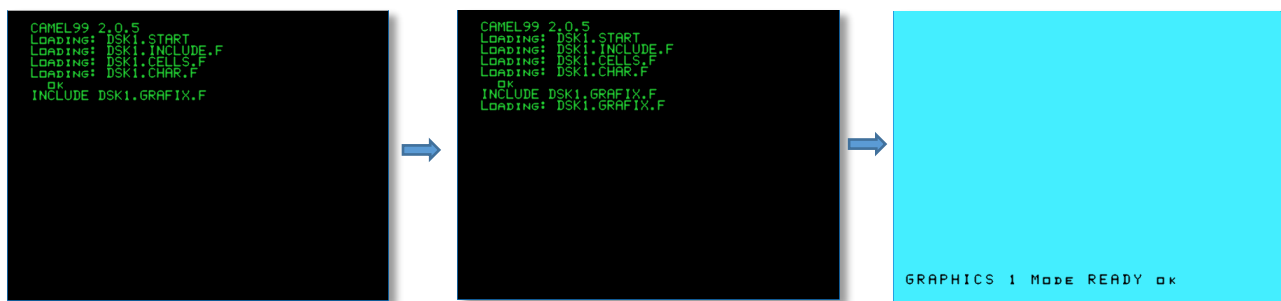 CAMEL99 2.0.5
Loading: DSK1.START
Loading: DSK1.INCLUDE.F
Loading: DSK1.CELLS.F
Loading: DSK1.CHAR.F
ok
INCLUDE DSK1.GRAFIX.F
CAMEL99 2.0.5
Loading: DSK1.START
Loading: DSK1.INCLUDE.F
Loading: DSK1.CELLS.F
Loading: DSK1.CHAR.F
ok
INCLUDE DSK1.GRAFIX.F
Loading: DSK1.GRAFIX.F
GRAPHICS 1 Mode READY ok